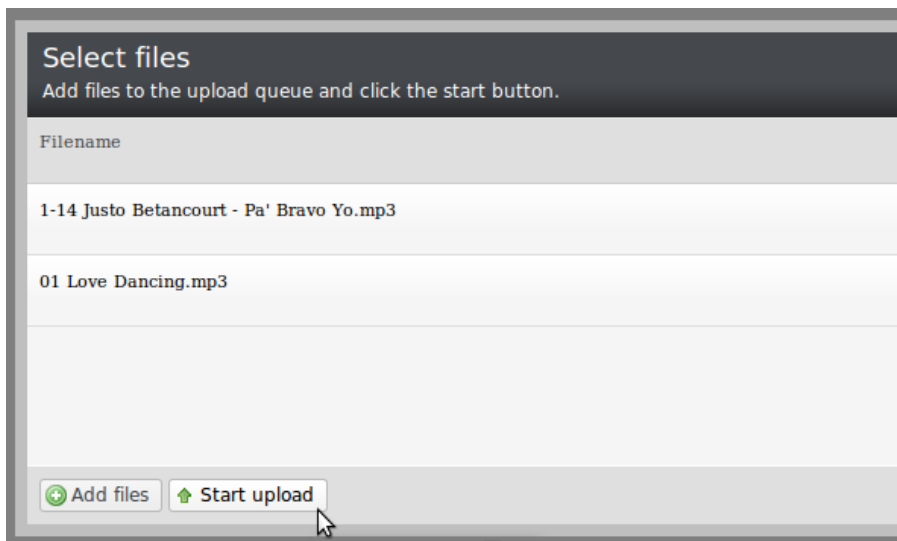 Select files
Add files to the upload queue and click the start button.
Filename
1-14 Justo Betancourt - Pa' Bravo Yo.mp3
01 Love Dancing.mp3
Add files Start upload